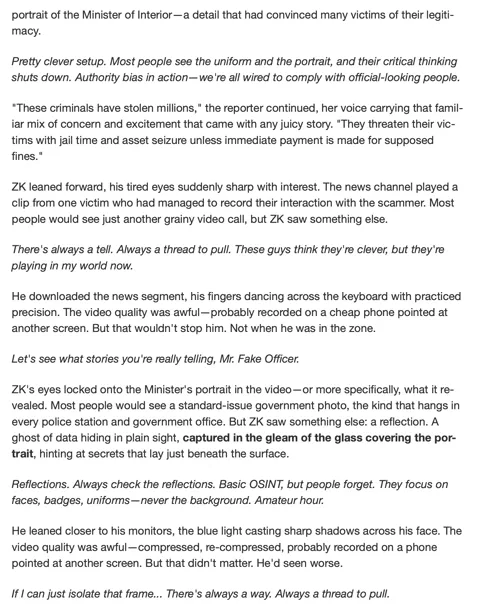 portrait of the Minister of Interior—a detail that had convinced many victims of their legiti-
macy.
Pretty clever setup. Most people see the uniform and the portrait, and their critical thinking
shuts down. Authority bias in action—we're all wired to comply with official-looking people.
"These criminals have stolen millions," the reporter continued, her voice carrying that famil-
iar mix of concern and excitement that came with any juicy story. "They threaten their vic-
tims with jail time and asset seizure unless immediate payment is made for supposed
fines."
ZK leaned forward, his tired eyes suddenly sharp with interest. The news channel played a
clip from one victim who had managed to record their interaction with the scammer. Most
people would see just another grainy video call, but ZK saw something else.
There's always a tell. Always a thread to pull. These guys think they're clever, but they're
playing in my world now.
He downloaded the news segment, his fingers dancing across the keyboard with practiced
precision. The video quality was awful—probably recorded on a cheap phone pointed at
another screen. But that wouldn't stop him. Not when he was in the zone.
Let's see what stories you're really telling, Mr. Fake Officer.
ZK's eyes locked onto the Minister's portrait in the video—or more specifically, what it re-
vealed. Most people would see a standard-issue government photo, the kind that hangs in
every police station and government office. But ZK saw something else: a reflection. A
ghost of data hiding in plain sight, captured in the gleam of the glass covering the por-
trait, hinting at secrets that lay just beneath the surface.
Reflections. Always check the reflections. Basic OSINT, but people forget. They focus on
faces, badges, uniforms—never the background. Amateur hour.
He leaned closer to his monitors, the blue light casting sharp shadows across his face. The
video quality was awful—compressed, re-compressed, probably recorded on a phone
pointed at another screen. But that didn't matter. He'd seen worse.
If I can just isolate that frame... There's always a way. Always a thread to pull.